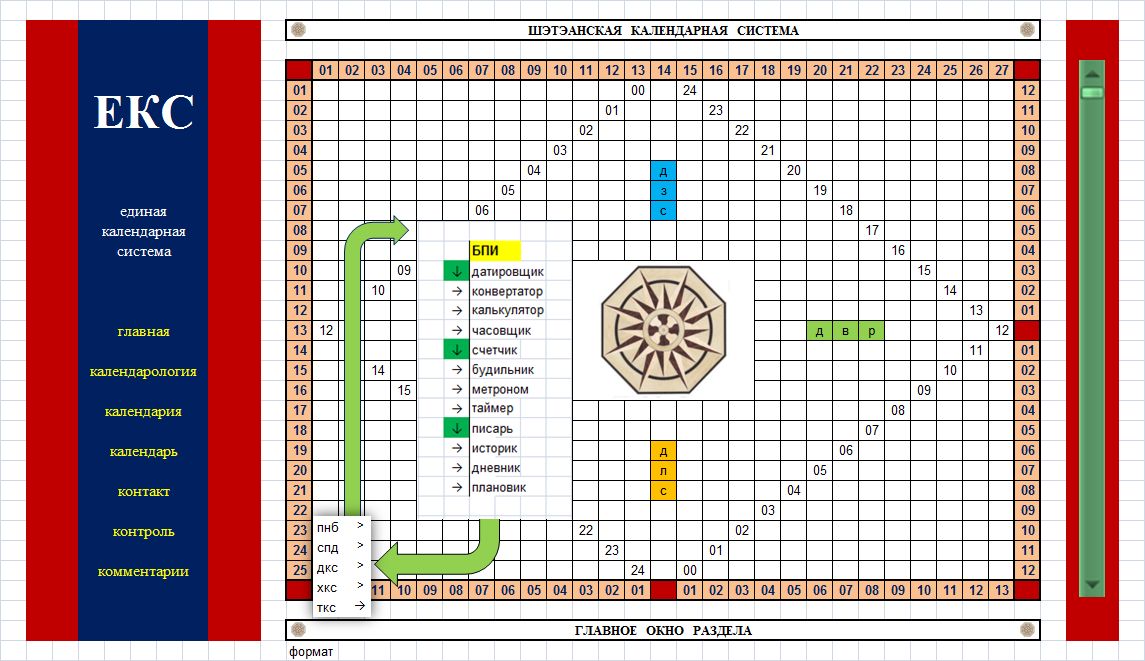 ЕКС
единая
календарная
система
главная
календарология
календария
календарь
контакт
контроль
комментарии
ШЭТЭАНСКАЯ КАЛЕНДАРНАЯ СИСТЕМА
01 02 03 04 05 06 07 08 09 10 11 12 13 14 15 16 17 18 19 20 21 22 23 24 25 26 27
01 00 24 12
02 01 23 11
03 02 22 10
04 03 21 09
05 04 д 20 08
06 05 з 19 07
07 06 с 18 06
08 17 05
09 16 04
10 09 15 03
11 10 14 02
12 13 01
13 12 д в р 12
14 11 01
15 14 10 02
16 15 09 03
17 08 04
18 07 05
19 д 06 06
20 л 05 07
21 с 04 08
22 03 09
23 22 02 10
24 23 01 11
25 24 00 12
11 10 09 08 07 06 05 04 03 02 01 01 02 03 04 05 06 07 08 09 10 11 12 13
БПИ
↓ датировщик
→ конвертатор
→ калькулятор
→ часовщик
↓ счетчик
→ будильник
→ метроном
→ таймер
↓ писарь
→ историк
→ дневник
→ плановик
пнб >
спд >
дкс >
хкс >
ткс →
ГЛАВНОЕ ОКНО РАЗДЕЛА
формат